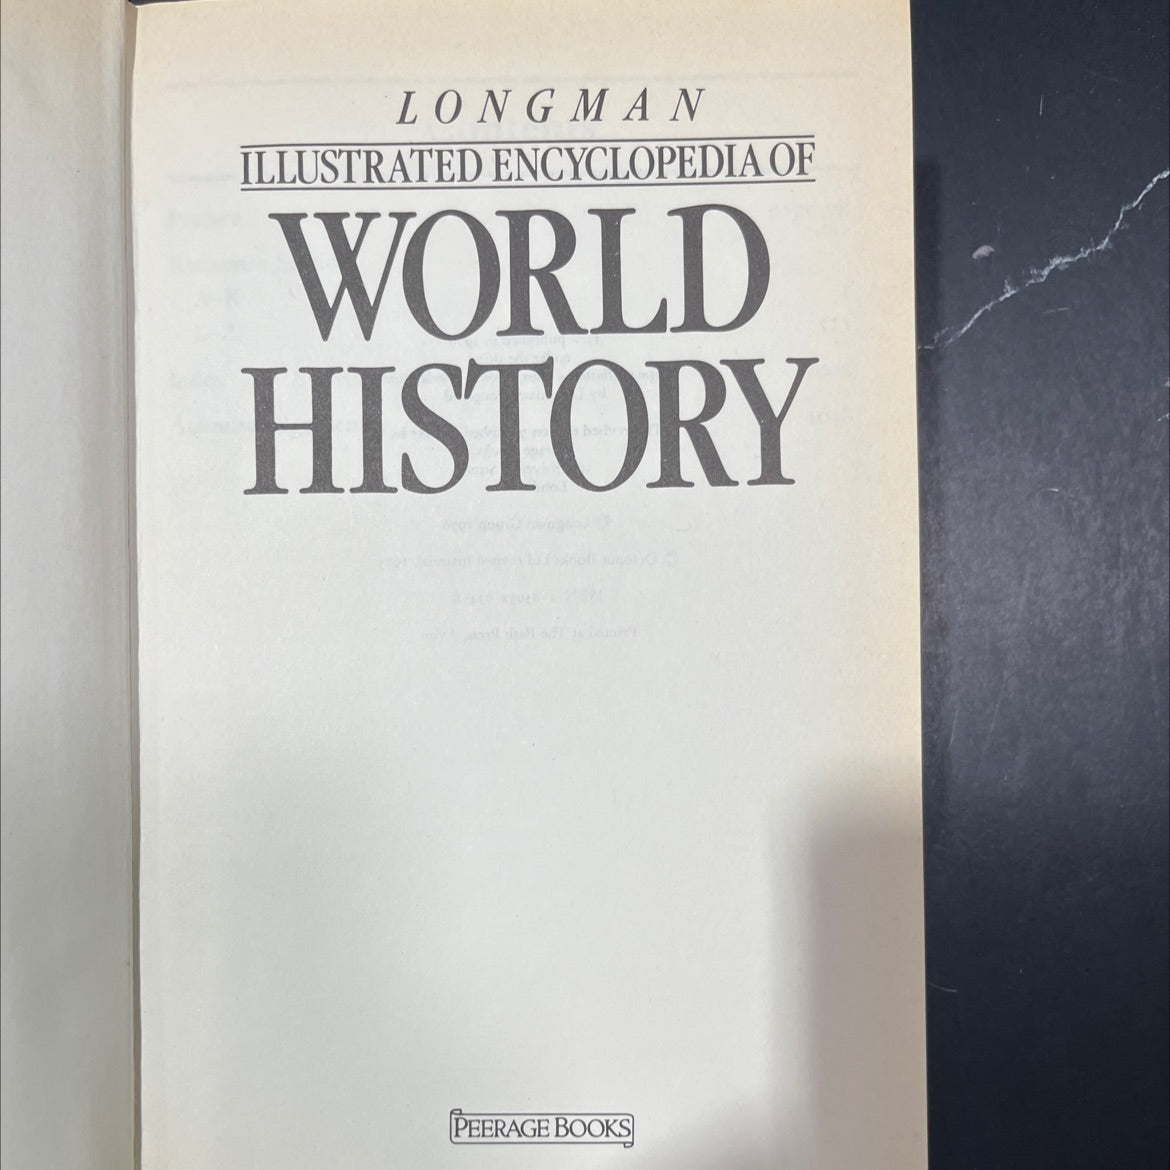 LONGMAN
ILLUSTRATED ENCYCLOPEDIA OF
WORLD
HISTORY
PEERAGE BOOKS